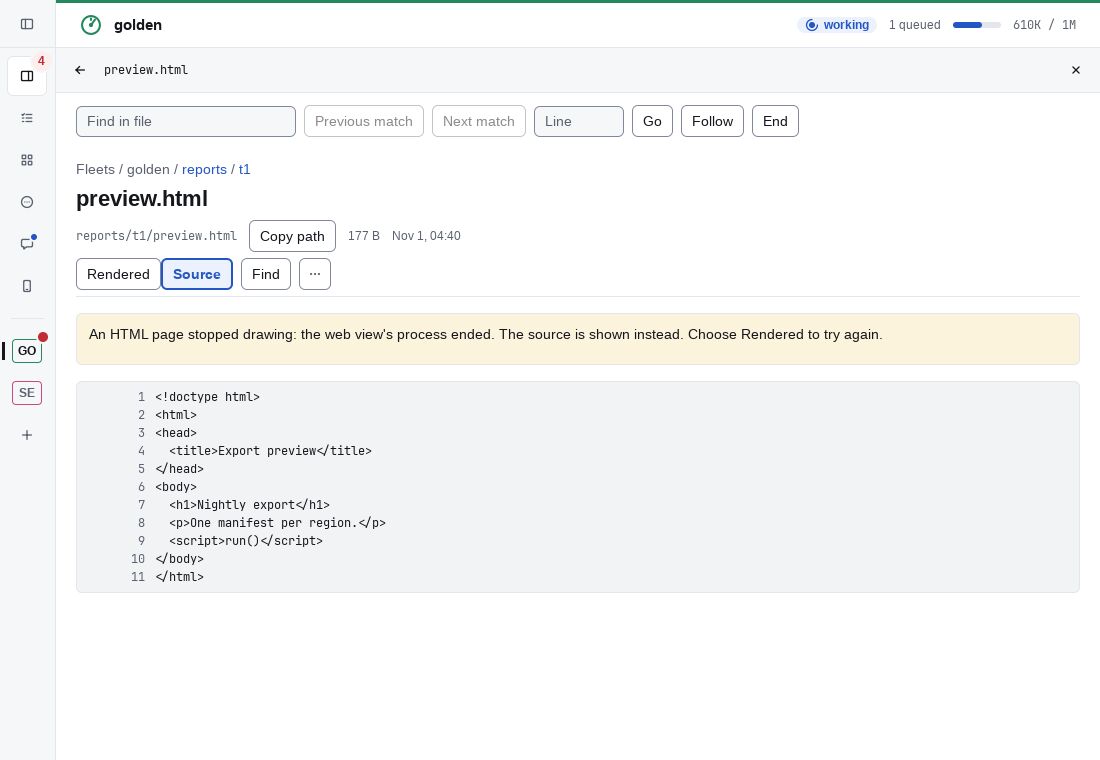 golden
working
1 queued
610K / 1M
4
preview.html
Find in file
Previous match
Next match
Line
Go
Follow
End
Fleets / golden / reports / t1
preview.html
reports/t1/preview.html
Copy path
177 B
Nov 1, 04:40
Rendered
Source
Find
···
An HTML page stopped drawing: the web view's process ended. The source is shown instead. Choose Rendered to try again.
GO
SE
1 <!doctype html>
2 <html>
3 <head>
4   <title>Export preview</title>
5 </head>
6 <body>
7   <h1>Nightly export</h1>
8   <p>One manifest per region.</p>
9   <script>run()</script>
10 </body>
11 </html>